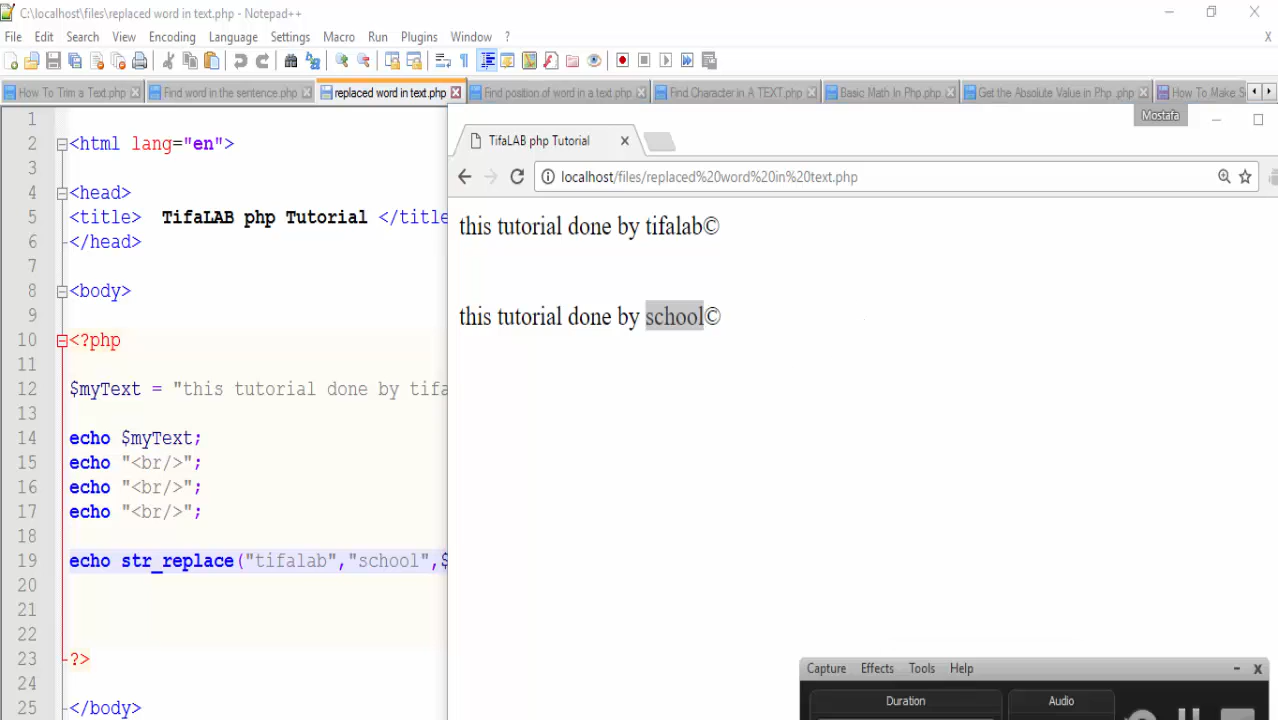 C:\localhost\files\replaced word in text.php - Notepad++
File Edit Search View Encoding Language Settings Macro Run Plugins Window ?
X
How To Trim a Text.php Find word in the sentence.php replaced word in text.php Find position of word in a text.php Find Character in A TEXT.php Basic Math In Php.php Get the Absolute Value in Php .php How To Make S
Mostafa
TifaLAB php Tutorial
localhost/files/replaced%20word%20in%20text.php
this tutorial done by tifalab©
this tutorial done by school©
1
2 <html lang="en">
3
4 <head>
5 <title> TifaLAB php Tutorial </title
6 </head>
7
8 <body>
9
10 <?php
11
12 $myText = "this tutorial done by tifa
13
14 echo $myText;
15 echo "<br/>";
16 echo "<br/>";
17 echo "<br/>";
18
19 echo str_replace("tifalab","school",$
20
21
22
23 ?>
24
25 </body>
Capture Effects Tools Help
Duration Audio